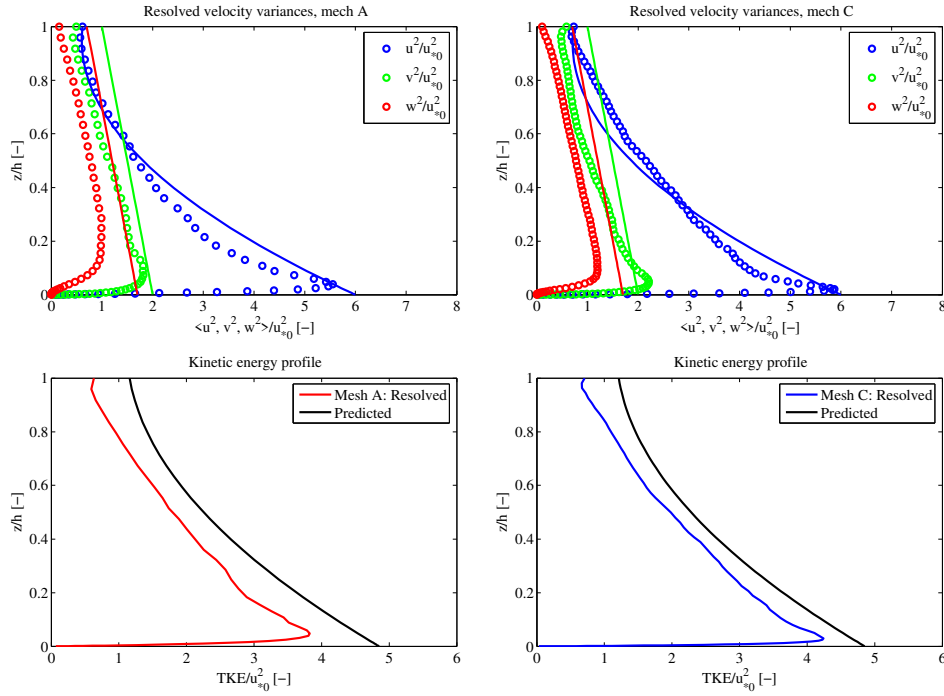 Resolved velocity variances, mech A
u²/u²*0
v²/u²*0
w²/u²*0
z/h [−]
1
0.8
0.6
0.4
0.2
0
0 1 2 3 4 5 6 7 8
<u², v², w²>/u²*0 [−]
Resolved velocity variances, mech C
u²/u²*0
v²/u²*0
w²/u²*0
z/h [−]
1
0.8
0.6
0.4
0.2
0
0 1 2 3 4 5 6 7 8
<u², v², w²>/u²*0 [−]
Kinetic energy profile
Mesh A: Resolved
Predicted
z/h [−]
1
0.8
0.6
0.4
0.2
0
0 1 2 3 4 5 6
TKE/u²*0 [−]
Kinetic energy profile
Mesh C: Resolved
Predicted
z/h [−]
1
0.8
0.6
0.4
0.2
0
0 1 2 3 4 5 6
TKE/u²*0 [−]